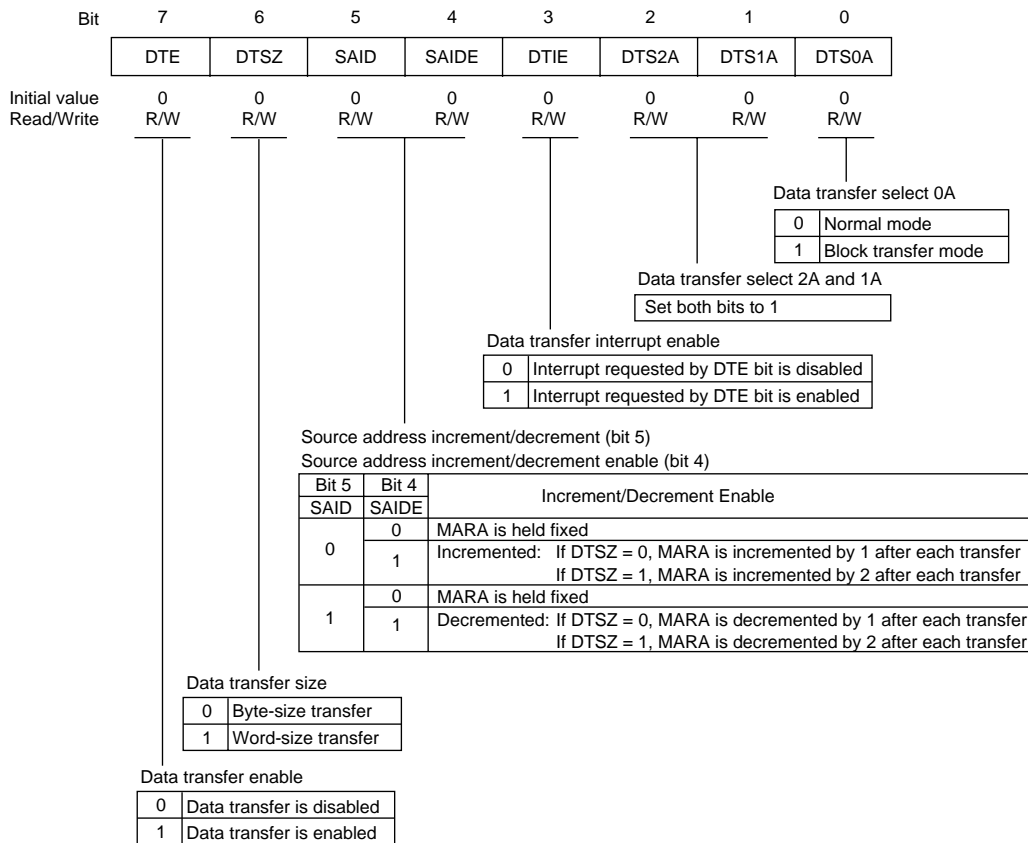 Bit 7 6 5 4 3 2 1 0
DTE DTSZ SAID SAIDE DTIE DTS2A DTS1A DTS0A
Initial value 0 0 0 0 0 0 0 0
Read/Write R/W R/W R/W R/W R/W R/W R/W R/W
Data transfer select 0A
0 Normal mode
1 Block transfer mode
Data transfer select 2A and 1A
Set both bits to 1
Data transfer interrupt enable
0 Interrupt requested by DTE bit is disabled
1 Interrupt requested by DTE bit is enabled
Source address increment/decrement (bit 5)
Source address increment/decrement enable (bit 4)
Bit 5 Bit 4 Increment/Decrement Enable
SAID SAIDE
0 0 MARA is held fixed
1 Incremented: If DTSZ = 0, MARA is incremented by 1 after each transfer
If DTSZ = 1, MARA is incremented by 2 after each transfer
1 0 MARA is held fixed
1 Decremented: If DTSZ = 0, MARA is decremented by 1 after each transfer
If DTSZ = 1, MARA is decremented by 2 after each transfer
Data transfer size
0 Byte-size transfer
1 Word-size transfer
Data transfer enable
0 Data transfer is disabled
1 Data transfer is enabled